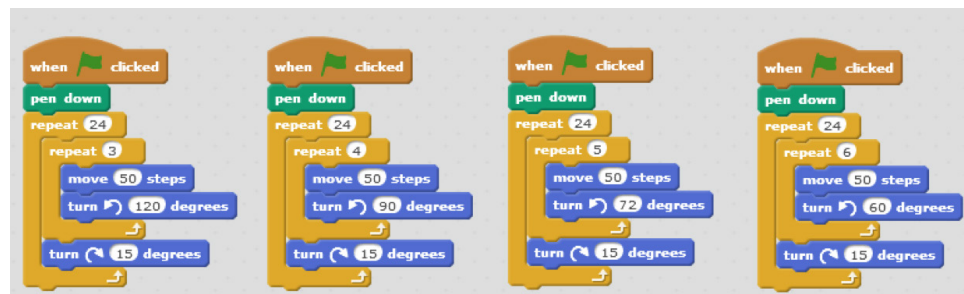 when clicked
pen down
repeat 24
repeat 3
move 50 steps
turn 120 degrees
turn 15 degrees
when clicked
pen down
repeat 24
repeat 4
move 50 steps
turn 90 degrees
turn 15 degrees
when clicked
pen down
repeat 24
repeat 5
move 50 steps
turn 72 degrees
turn 15 degrees
when clicked
pen down
repeat 24
repeat 6
move 50 steps
turn 60 degrees
turn 15 degrees